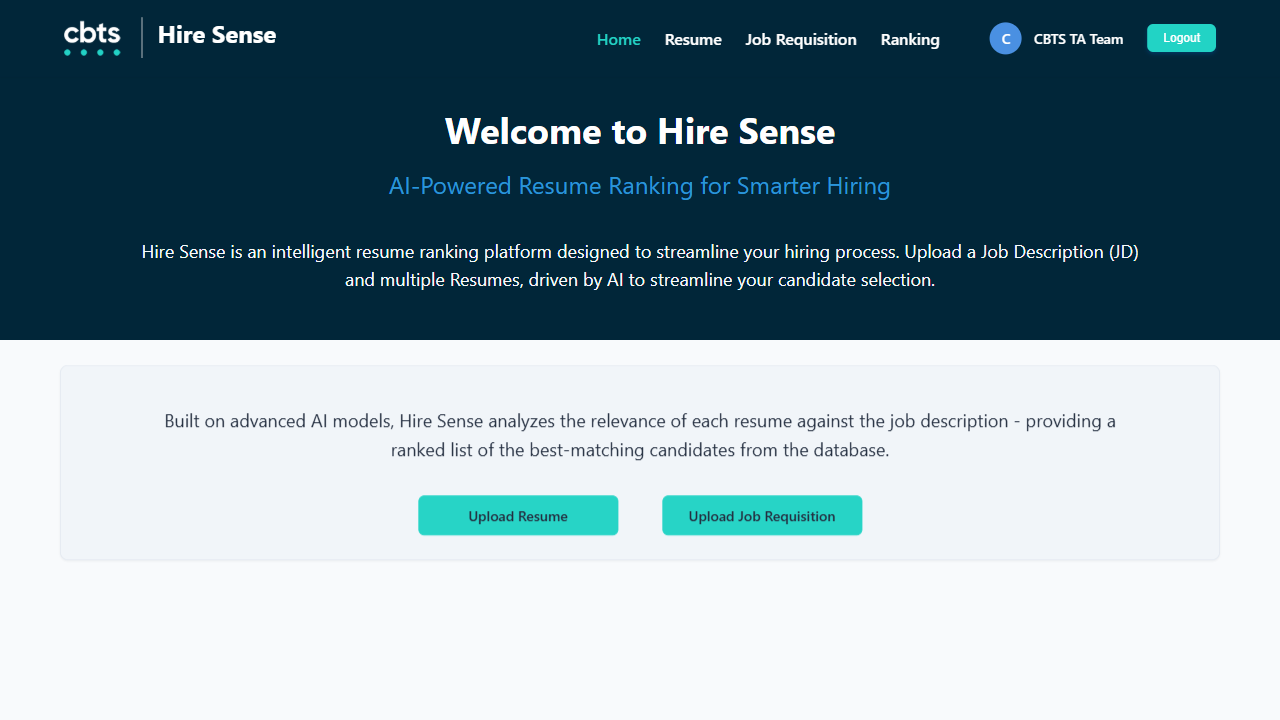 cbts
Hire Sense
Home
Resume
Job Requisition
Ranking
C
CBTS TA Team
Logout
Welcome to Hire Sense
AI-Powered Resume Ranking for Smarter Hiring
Hire Sense is an intelligent resume ranking platform designed to streamline your hiring process. Upload a Job Description (JD)
and multiple Resumes, driven by AI to streamline your candidate selection.
Built on advanced AI models, Hire Sense analyzes the relevance of each resume against the job description - providing a
ranked list of the best-matching candidates from the database.
Upload Resume
Upload Job Requisition